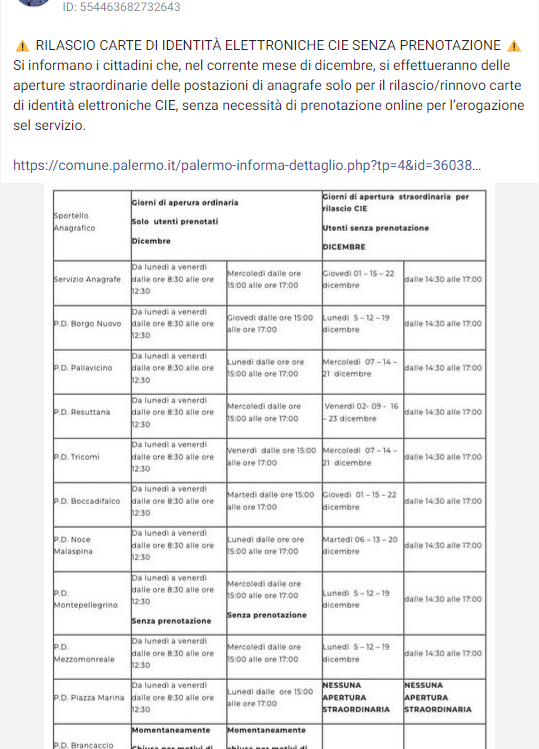 ID: 554463682732643
⚠ RILASCIO CARTE DI IDENTITÀ ELETTRONICHE CIE SENZA PRENOTAZIONE ⚠
Si informano i cittadini che, nel corrente mese di dicembre, si effettueranno delle
aperture straordinarie delle postazioni di anagrafe solo per il rilascio/rinnovo carte
di identità elettroniche CIE, senza necessità di prenotazione online per l'erogazione
sel servizio.
https://comune.palermo.it/palermo-informa-dettaglio.php?tp=4&id=36038...
Sportello
Anagrafico
Giorni di aperura ordinaria
Solo utenti prenotati
Dicembre
Giorni di apertura straordinaria per
rilascio CIE
Utenti senza prenotazione
DICEMBRE
Servizio Anagrafe
Da lunedì a venerdì
dalle ore 8:30 alle ore
12:30
Mercoledì dalle ore
15:00 alle ore 17:00
Giovedì 01 – 15 – 22
dicembre
dalle 14:30 alle 17:00
P.D. Borgo Nuovo
Da lunedì a venerdì
dalle ore 8:30 alle ore
12:30
Giovedì dalle ore 15:00
alle ore 17:00
Lunedì 5 – 12 – 19
dicembre
dalle 14:30 alle 17:00
P.D. Pallavicino
Da lunedì a venerdì
dalle ore 8:30 alle ore
12:30
Lunedì dalle ore ore
15:00 alle ore 17:00
Mercoledì 07 – 14 –
21 dicembre
dalle 14:30 alle 17:00
P.D. Resuttana
Da lunedì a venerdì
dalle ore 8:30 alle ore
12:30
Mercoledì dalle ore
15:00 alle ore 17:00
Venerdì 02- 09 - 16
– 23 dicembre
dalle 14:30 alle 17:00
P.D. Tricomi
Da lunedì a venerdì
dalle ore 8:30 alle ore
12:30
Venerdì dalle ore 15:00
alle ore 17:00
Mercoledì 07 – 14 –
21 dicembre
dalle 14:30 alle 17:00
P.D. Boccadifalco
Da lunedì a venerdì
dalle ore 8:30 alle ore
12:30
Martedì dalle ore 15:00
alle ore 17:00
Giovedì 01 – 15 – 22
dicembre
dalle 14:30 alle 17:00
P.D. Noce
Malaspina
Da lunedì a venerdì
dalle ore 8:30 alle ore
12:30
Lunedì dalle ore ore
15:00 alle ore 17:00
Martedì 06 – 13 – 20
dicembre
dalle 14:30 alle 17:00
P.D.
Montepellegrino
Da lunedì a venerdì
dalle ore 8:30 alle ore
12:30
Senza prenotazione
Mercoledì dalle ore
15:00 alle ore 17:00
Senza prenotazione
Lunedì 5 – 12 – 19
dicembre
dalle 14:30 alle 17:00
P.D.
Mezzomonreale
Da lunedì a venerdì
dalle ore 8:30 alle ore
12:30
Mercoledì dalle ore
15:00 alle ore 17:00
Lunedì 5 – 12 – 19
dicembre
dalle 14:30 alle 17:00
P.D. Piazza Marina
Da lunedì a venerdì
dalle ore 8:30 alle ore
12:30
Lunedì dalle ore 15:00
alle ore 17:00
NESSUNA
APERTURA
STRAORDINARIA
NESSUNA
APERTURA
STRAORDINARIA
P.D. Brancaccio
Momentaneamente
chiusa per motivi di
Momentaneamente
chiusa per motivi di